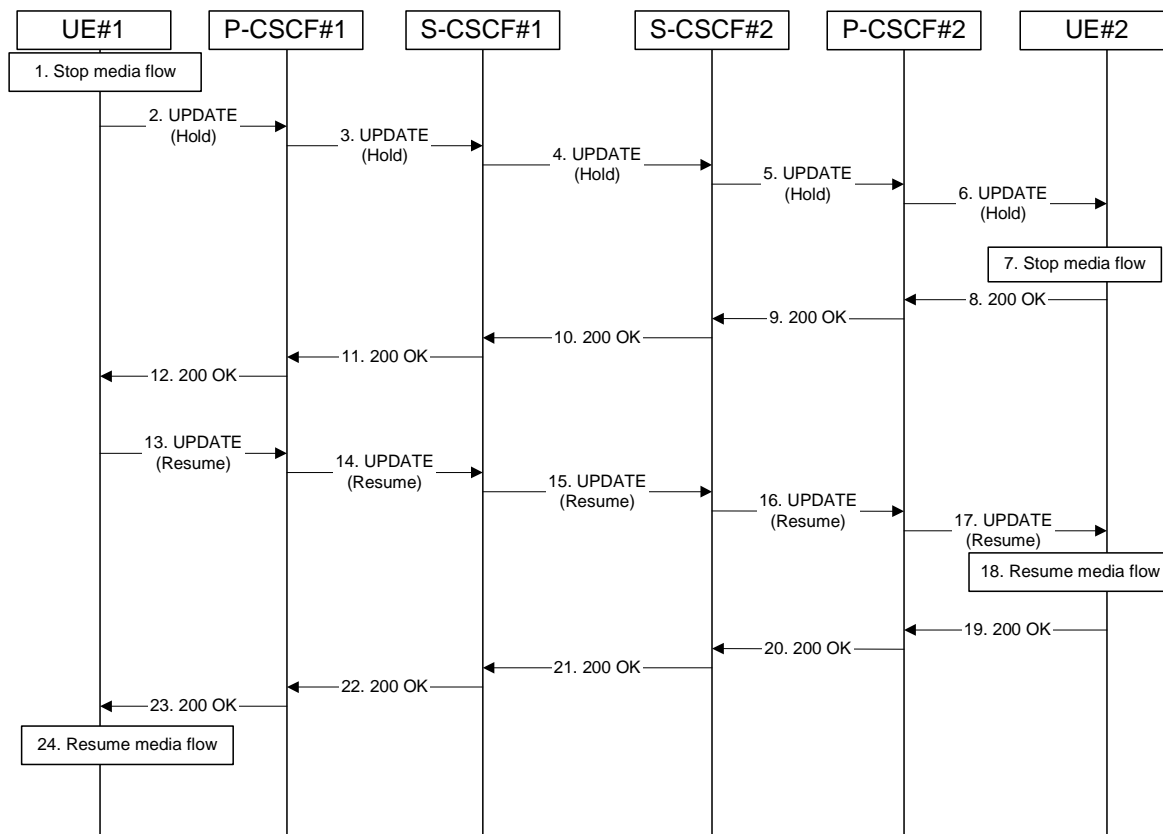 UE#1
P-CSCF#1
S-CSCF#1
S-CSCF#2
P-CSCF#2
UE#2
1. Stop media flow
2. UPDATE
(Hold)
3. UPDATE
(Hold)
4. UPDATE
(Hold)
5. UPDATE
(Hold)
6. UPDATE
(Hold)
7. Stop media flow
8. 200 OK
9. 200 OK
10. 200 OK
11. 200 OK
12. 200 OK
13. UPDATE
(Resume)
14. UPDATE
(Resume)
15. UPDATE
(Resume)
16. UPDATE
(Resume)
17. UPDATE
(Resume)
18. Resume media flow
19. 200 OK
20. 200 OK
21. 200 OK
22. 200 OK
23. 200 OK
24. Resume media flow